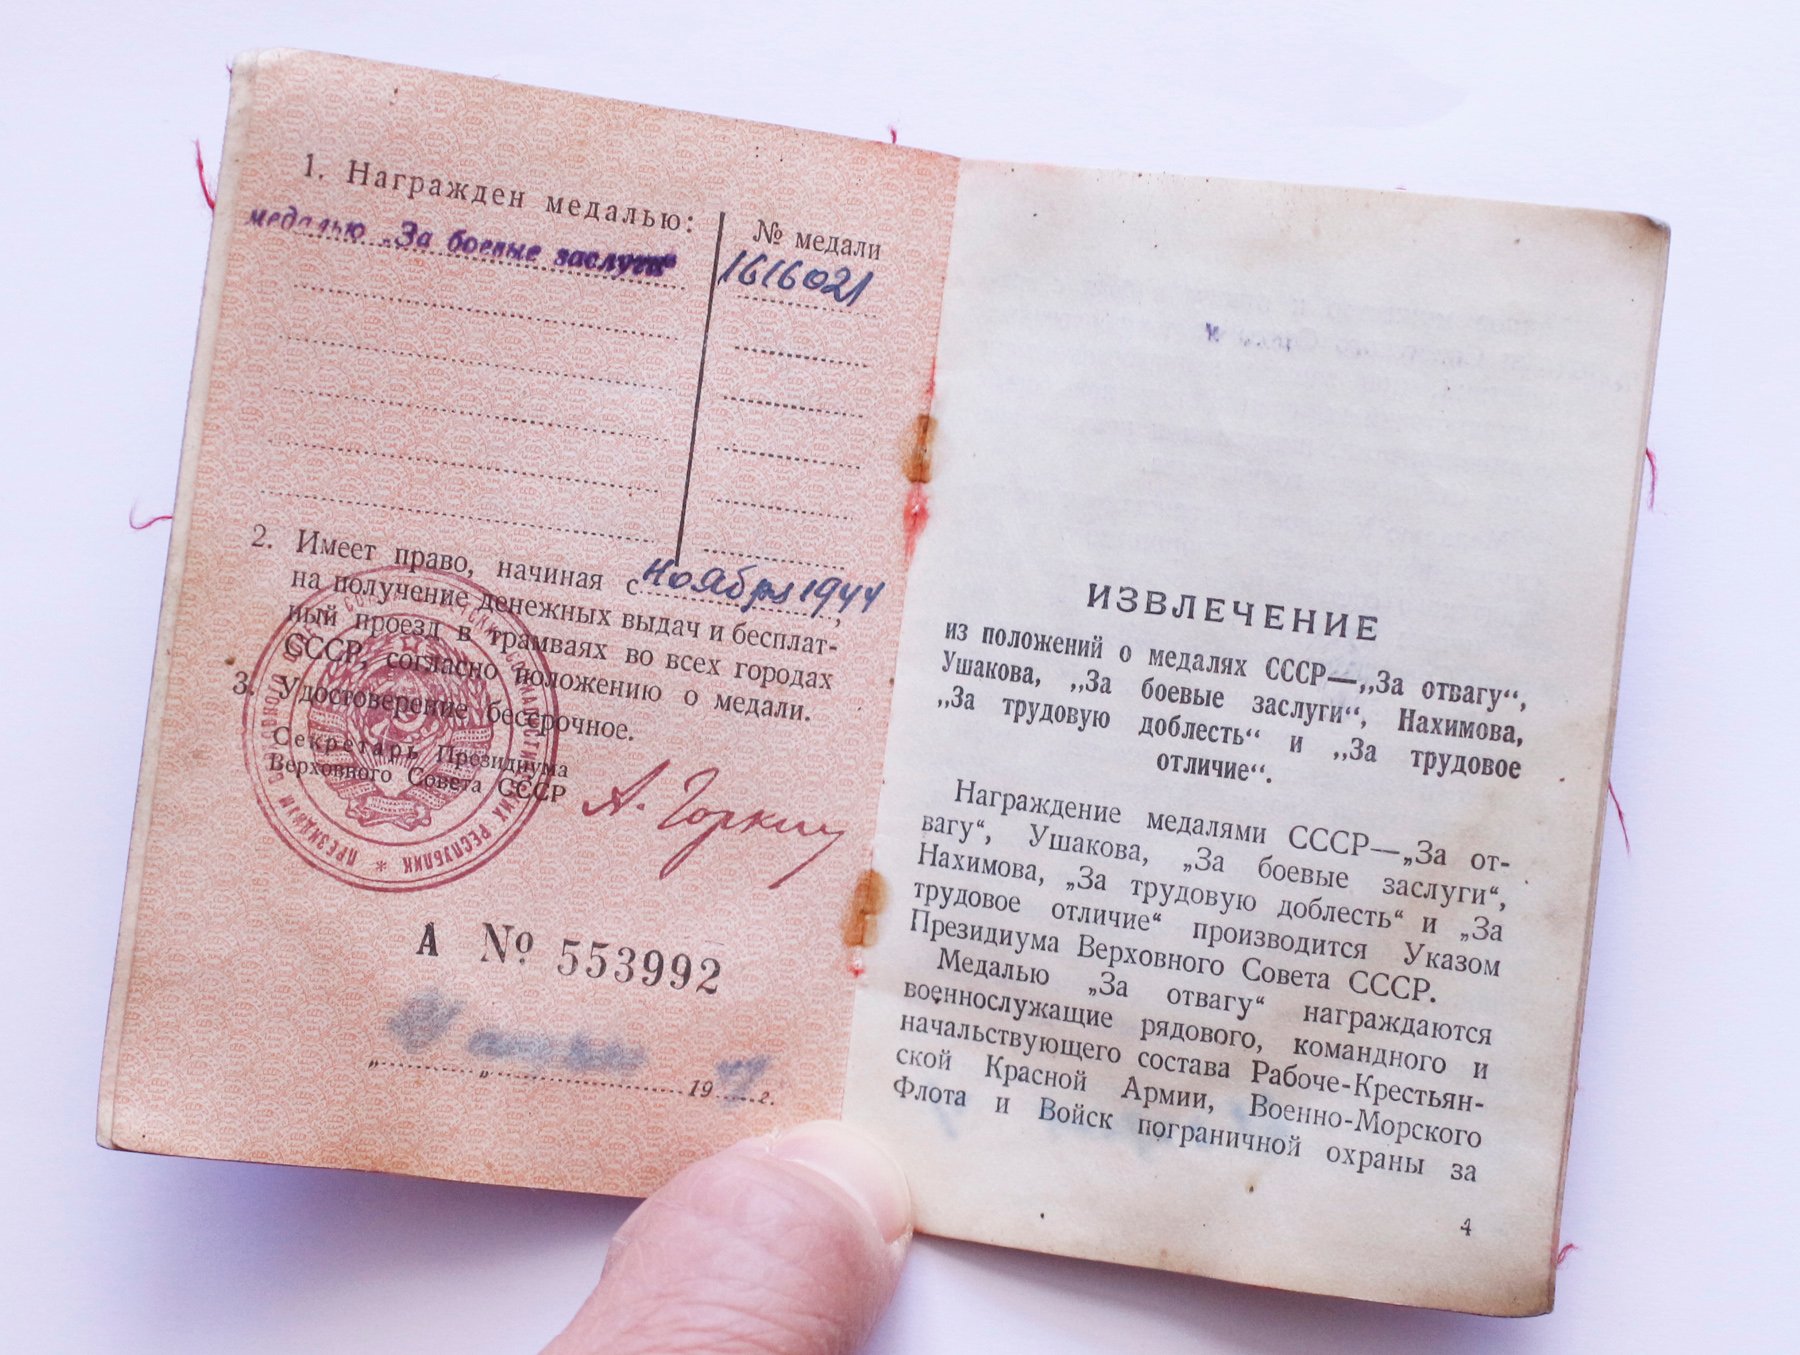 1. Награжден медалью:
№ медали
медалью „За боевые заслуги“
1616021
2. Имеет право, начиная с ноября 1944,
на получение денежных выдач и бесплат-
ный проезд в трамваях во всех городах
СССР, согласно положению о медали.
3. Удостоверение бессрочное.
Секретарь Президиума
Верховного Совета СССР
А. Горкин
ПРЕЗИДИУМ
РЕСПУБЛИК
А № 553992
„ “ 19 г.
ИЗВЛЕЧЕНИЕ
из положений о медалях СССР—„За отвагу“,
Ушакова, „За боевые заслуги“, Нахимова,
„За трудовую доблесть“ и „За трудовое
отличие“.
Награждение медалями СССР—„За от-
вагу“, Ушакова, „За боевые заслуги“,
Нахимова, „За трудовую доблесть“ и „За
трудовое отличие“ производится Указом
Президиума Верховного Совета СССР.
Медалью „За отвагу“ награждаются
военнослужащие рядового, командного и
начальствующего состава Рабоче-Крестьян-
ской Красной Армии, Военно-Морского
Флота и Войск пограничной охраны за
4